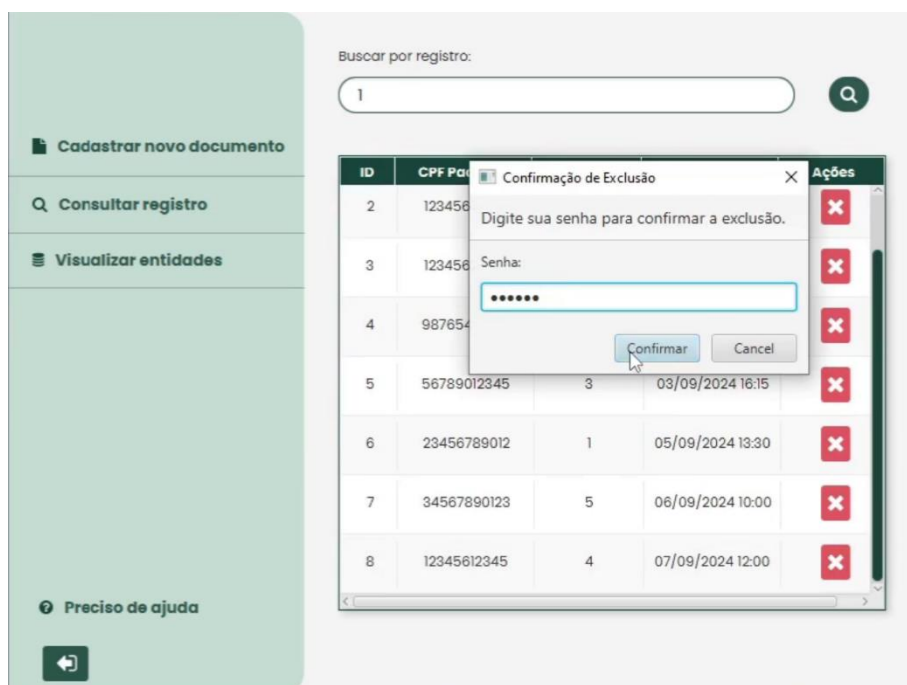 Buscar por registro:
1
Cadastrar novo documento
Consultar registro
Visualizar entidades
Preciso de ajuda
ID CPF Ações
Confirmação de Exclusão
Digite sua senha para confirmar a exclusão.
Senha:
••••••
Confirmar Cancel
2 123456
3 123456
4 987654
5 56789012345 3 03/09/2024 16:15
6 23456789012 1 05/09/2024 13:30
7 34567890123 5 06/09/2024 10:00
8 12345612345 4 07/09/2024 12:00